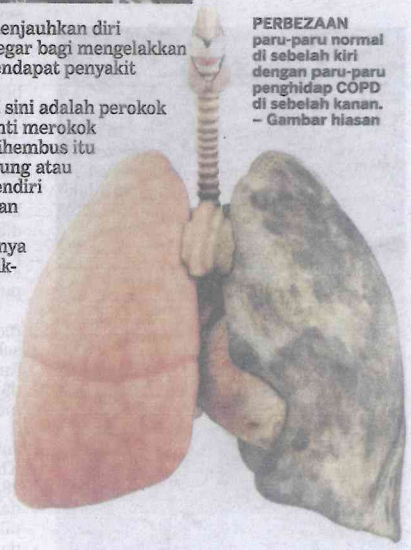 enjauhkan diri
egar bagi mengelakkan
endapat penyakit
sini adalah perokok
nti merokok
ihembus itu
ung atau
endiri
an
nya
k-
PERBEZAAN
paru-paru normal
di sebelah kiri
dengan paru-paru
penghidap COPD
di sebelah kanan.
– Gambar hiasan